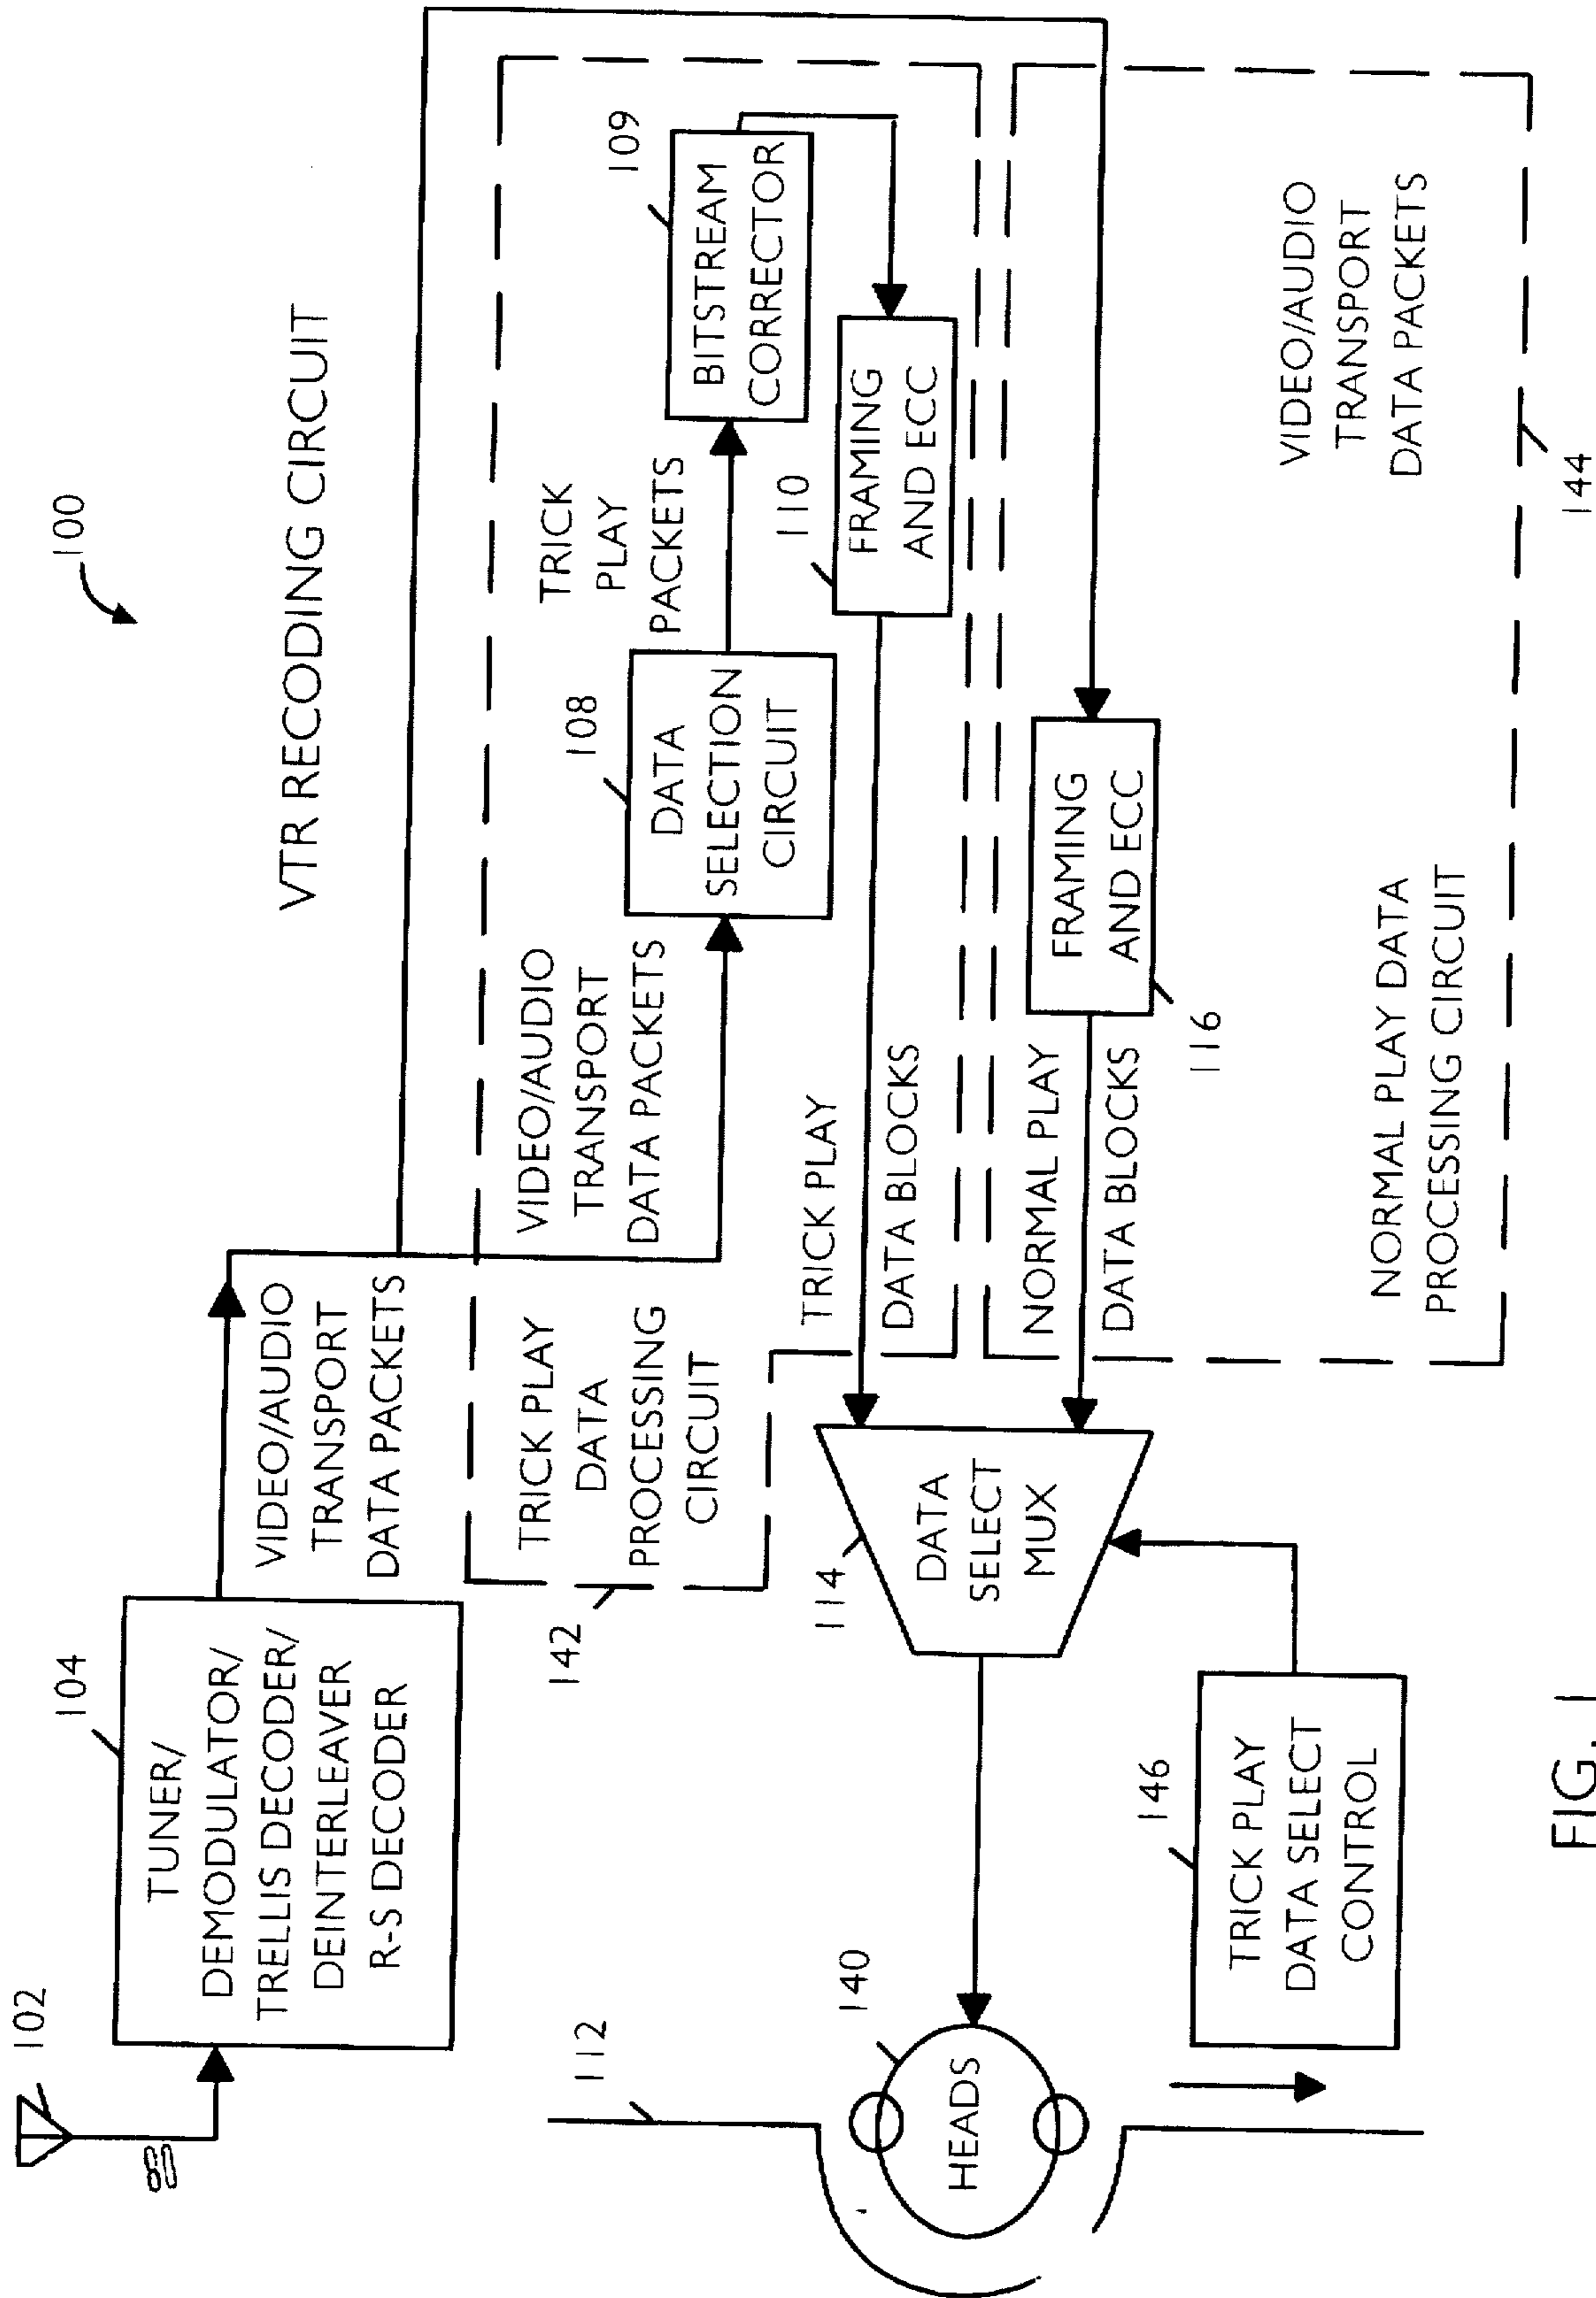 100
VTR RECODING CIRCUIT
102
104
TUNER/
DEMODULATOR/
TRELLIS DECODER/
DEINTERLEAVER
R-S DECODER
VIDEO/AUDIO
TRANSPORT
DATA PACKETS
142
TRICK PLAY
DATA
PROCESSING
CIRCUIT
VIDEO/AUDIO
TRANSPORT
DATA PACKETS
108
DATA
SELECTION
CIRCUIT
TRICK
PLAY
PACKETS
109
BITSTREAM
CORRECTOR
110
FRAMING
AND ECC
TRICK PLAY
DATA BLOCKS
112
140
HEADS
114
DATA
SELECT
MUX
NORMAL PLAY
DATA BLOCKS
116
FRAMING
AND ECC
VIDEO/AUDIO
TRANSPORT
DATA PACKETS
146
TRICK PLAY
DATA SELECT
CONTROL
NORMAL PLAY DATA
PROCESSING CIRCUIT
144
FIG. 1